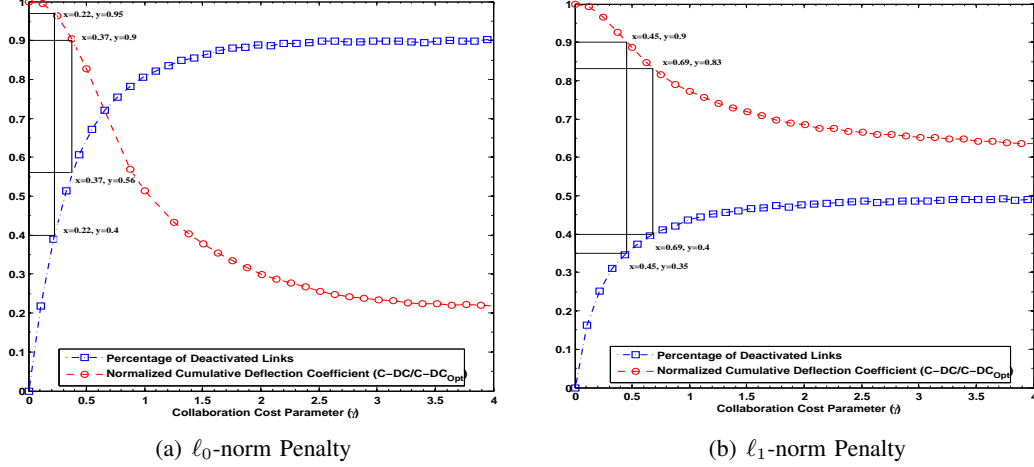 1
0.9
0.8
0.7
0.6
0.5
0.4
0.3
0.2
0.1
0
x=0.22, y=0.95
x=0.37, y=0.9
x=0.37, y=0.56
x=0.22, y=0.4
Percentage of Deactivated Links
Normalized Cumulative Deflection Coefficient (C−DC/C−DC_Opt)
0 0.5 1 1.5 2 2.5 3 3.5 4
Collaboration Cost Parameter (γ)
(a) ℓ0-norm Penalty
1
0.9
0.8
0.7
0.6
0.5
0.4
0.3
0.2
0.1
0
x=0.45, y=0.9
x=0.69, y=0.83
x=0.69, y=0.4
x=0.45, y=0.35
Percentage of Deactivated Links
Normalized Cumulative Deflection Coefficient (C−DC/C−DC_Opt)
0 0.5 1 1.5 2 2.5 3 3.5 4
Collaboration Cost Parameter (γ)
(b) ℓ1-norm Penalty